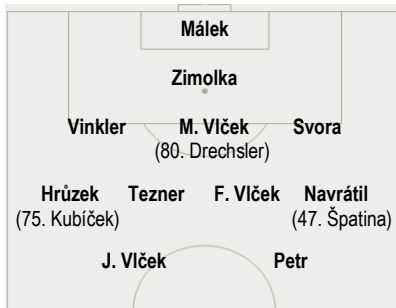 Málek
Zimolka
Vinkler M. Vlček Svora
(80. Drechsler)
Hrůzek Tezner F. Vlček Navrátil
(75. Kubíček) (47. Špatina)
J. Vlček Petr